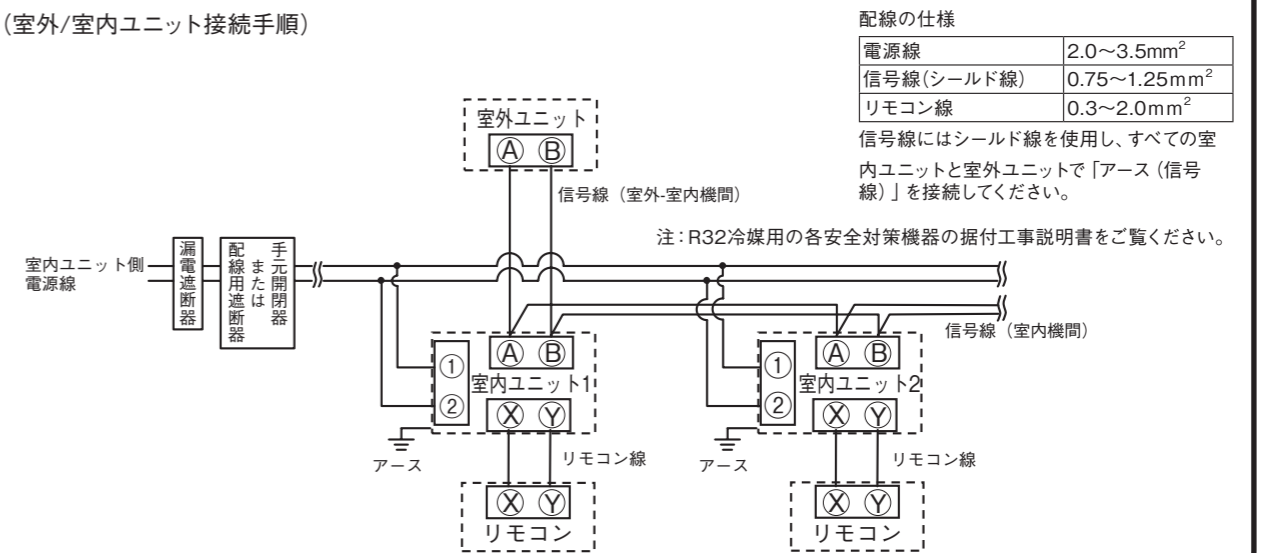 (室外/室内ユニット接続手順)
配線の仕様
電源線 2.0～3.5mm²
信号線(シールド線) 0.75～1.25mm²
リモコン線 0.3～2.0mm²
信号線にはシールド線を使用し、すべての室
内ユニットと室外ユニットで「アース(信号
線)」を接続してください。
注:R32冷媒用の各安全対策機器の据付工事説明書をご覧ください。
室外ユニット
Ⓐ Ⓑ
信号線(室外-室内機間)
室内ユニット側
電源線
漏電遮断器
手元開閉器
または
配線用遮断器
信号線(室内機間)
Ⓐ Ⓑ
①
室内ユニット1
②
Ⓧ Ⓨ
アース
リモコン線
Ⓧ Ⓨ
リモコン
Ⓐ Ⓑ
①
室内ユニット2
②
Ⓧ Ⓨ
アース
リモコン線
Ⓧ Ⓨ
リモコン